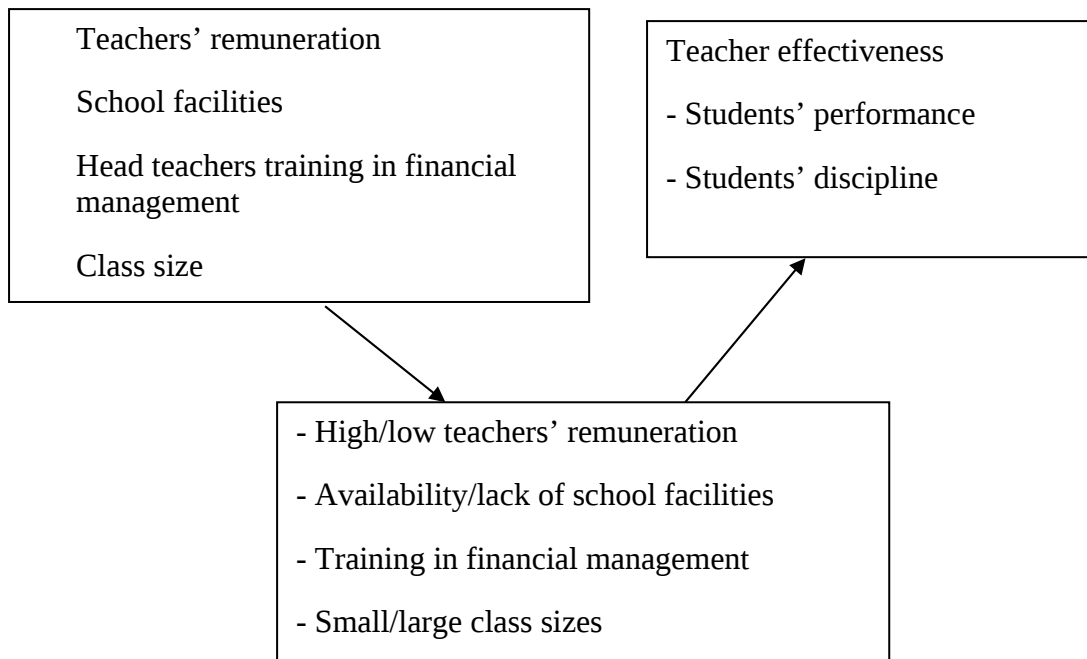 Teachers’ remuneration
School facilities
Head teachers training in financial
management
Class size
Teacher effectiveness
- Students’ performance
- Students’ discipline
- High/low teachers’ remuneration
- Availability/lack of school facilities
- Training in financial management
- Small/large class sizes